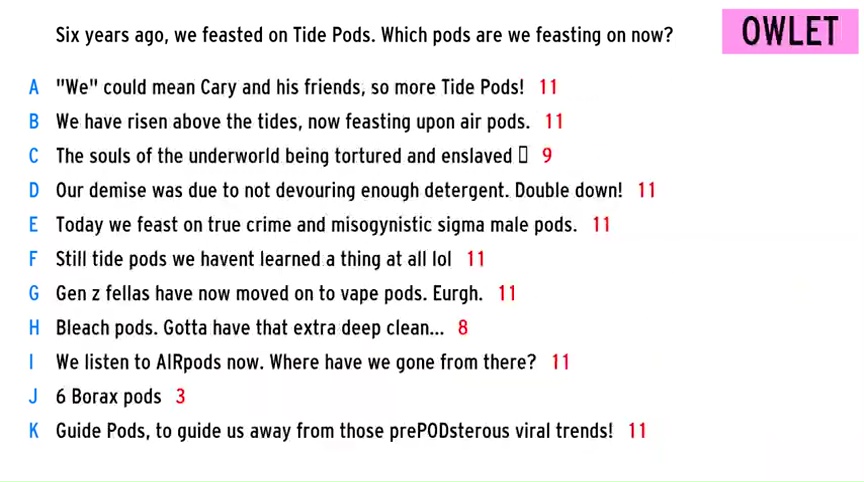 Six years ago, we feasted on Tide Pods. Which pods are we feasting on now?
OWLET
A "We" could mean Cary and his friends, so more Tide Pods! 11
B We have risen above the tides, now feasting upon air pods. 11
C The souls of the underworld being tortured and enslaved ▯ 9
D Our demise was due to not devouring enough detergent. Double down! 11
E Today we feast on true crime and misogynistic sigma male pods. 11
F Still tide pods we havent learned a thing at all lol 11
G Gen z fellas have now moved on to vape pods. Eurgh. 11
H Bleach pods. Gotta have that extra deep clean... 8
I We listen to AIRpods now. Where have we gone from there? 11
J 6 Borax pods 3
K Guide Pods, to guide us away from those prePODsterous viral trends! 11